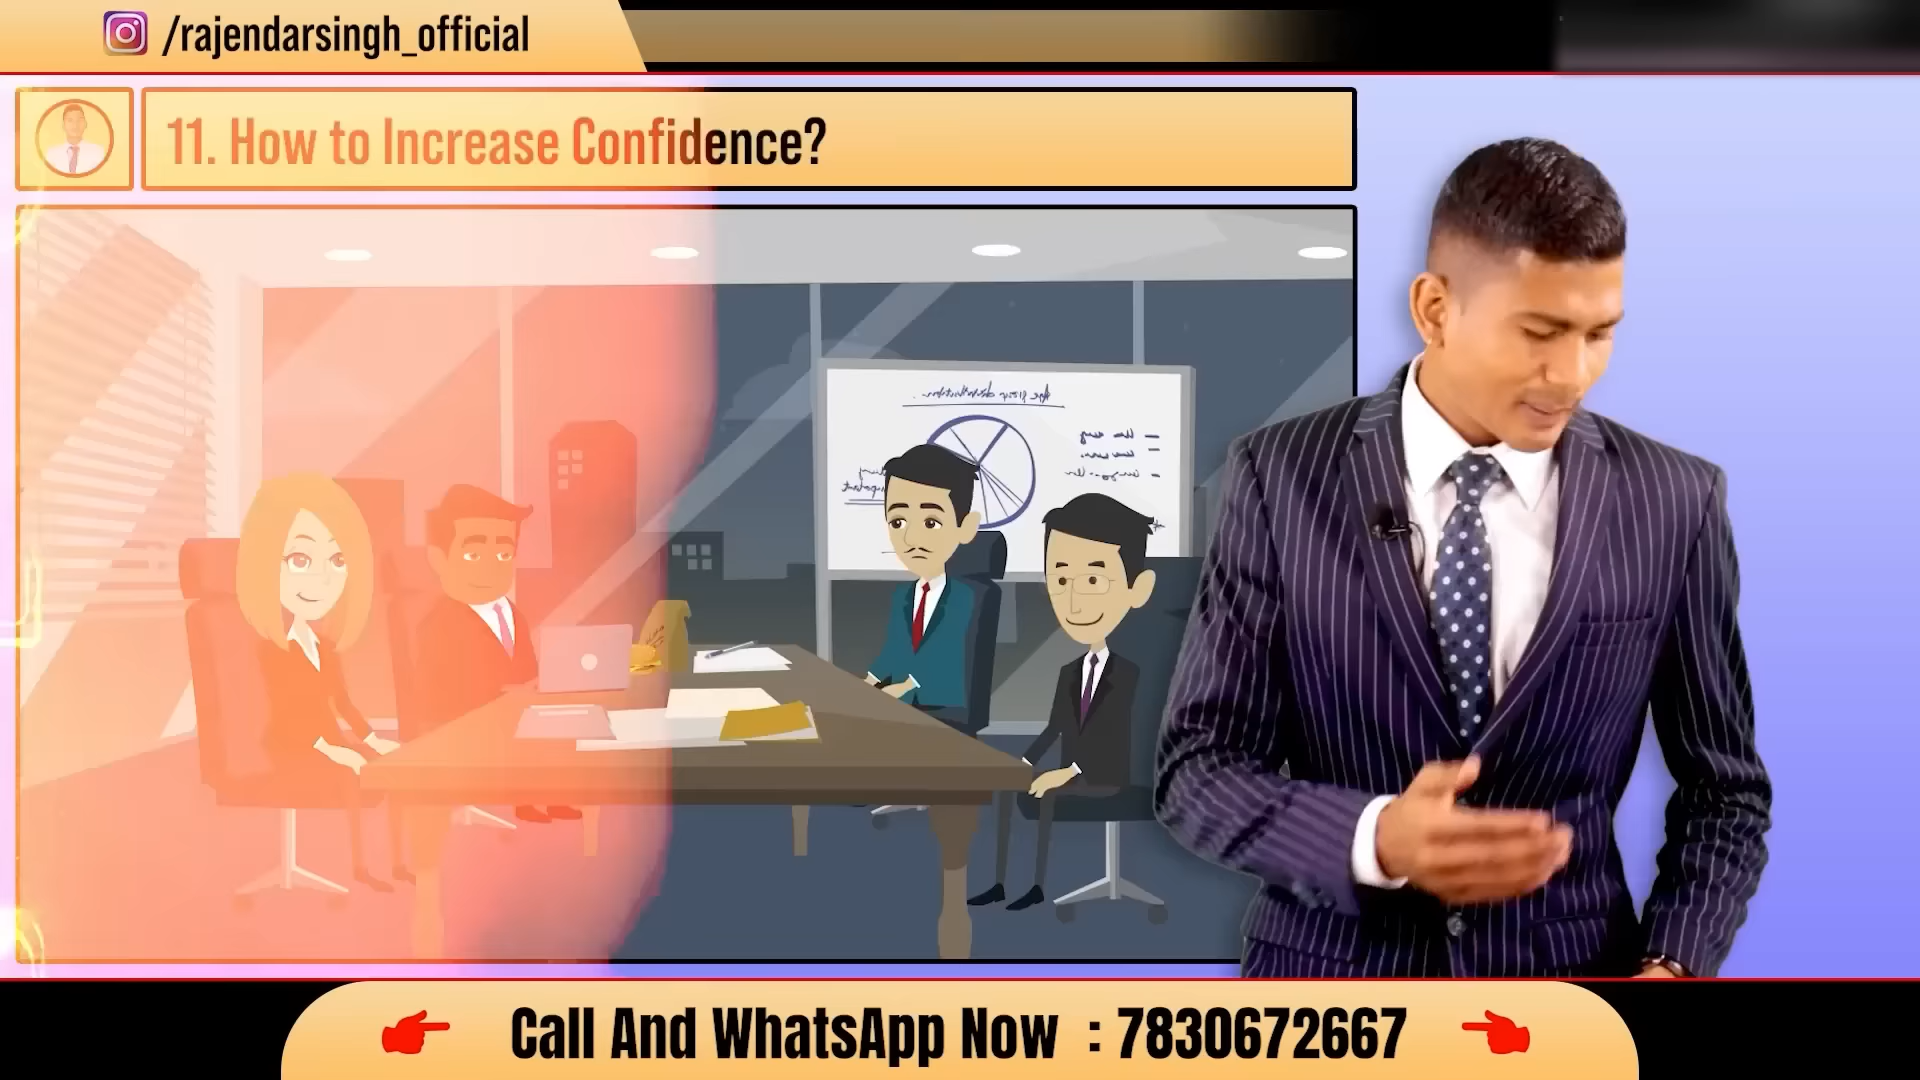 /rajendarsingh_official
11. How to Increase Confidence?
Call And WhatsApp Now : 7830672667